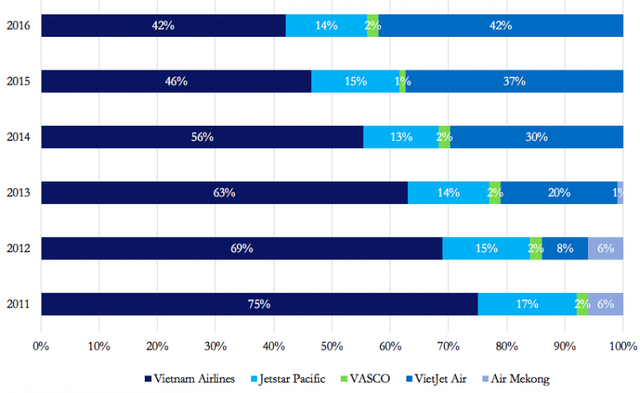 2016 42% 14% 2% 42%
2015 46% 15% 1% 37%
2014 56% 13% 2% 30%
2013 63% 14% 2% 20% 1%
2012 69% 15% 2% 8% 6%
2011 75% 17% 2% 6%
0% 10% 20% 30% 40% 50% 60% 70% 80% 90% 100%
Vietnam Airlines Jetstar Pacific VASCO VietJet Air Air Mekong